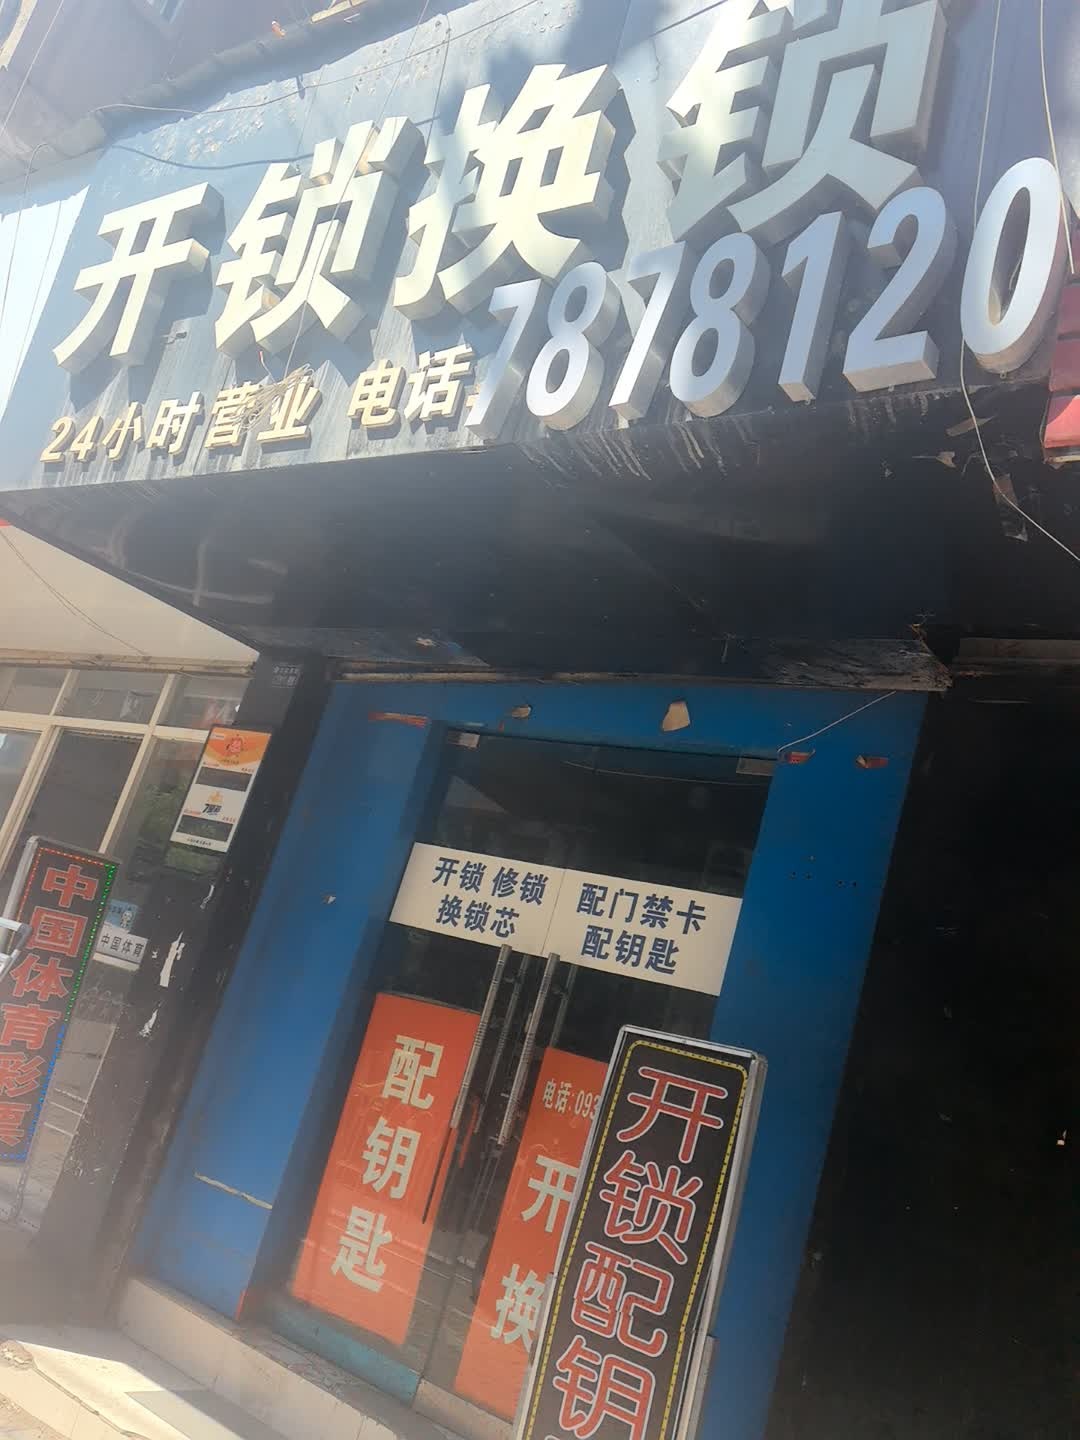 开锁换锁
24小时营业 电话:7878120
开锁 修锁
换锁芯
配门禁卡
配钥匙
中国体育彩票
中国体育
配钥匙
电话:093
开
换
开锁配钥